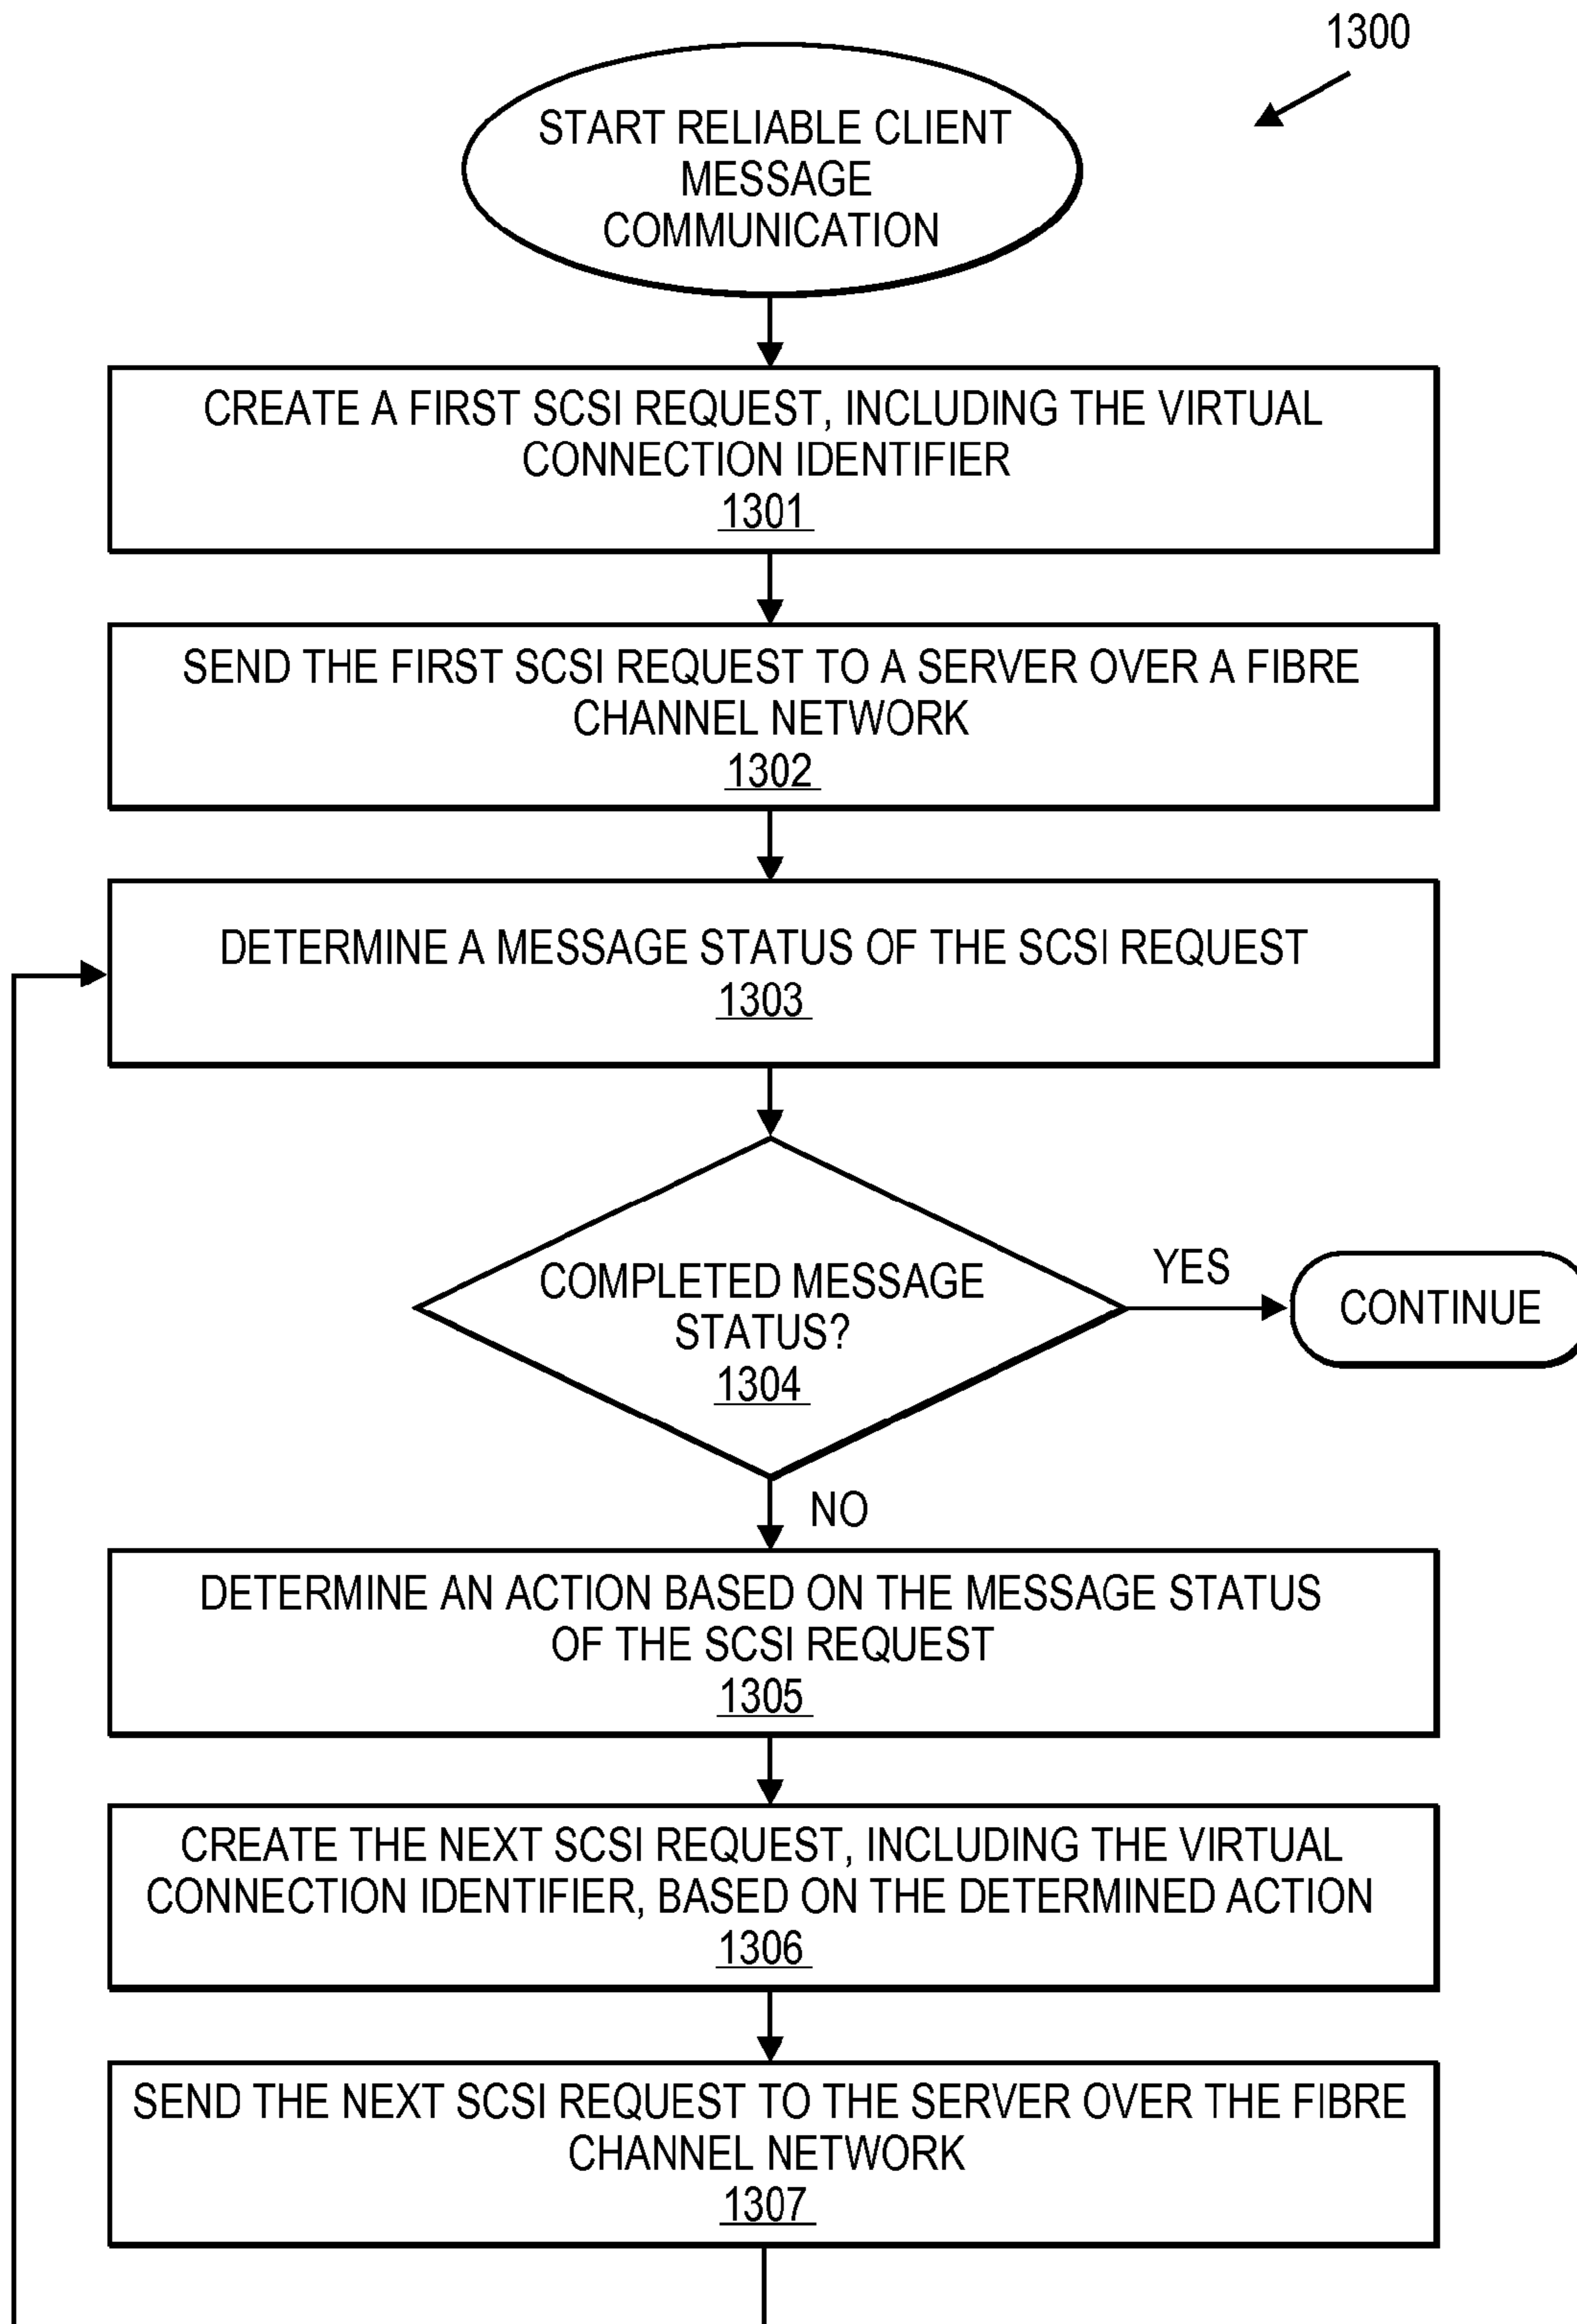 1300
START RELIABLE CLIENT
MESSAGE
COMMUNICATION
CREATE A FIRST SCSI REQUEST, INCLUDING THE VIRTUAL
CONNECTION IDENTIFIER
1301
SEND THE FIRST SCSI REQUEST TO A SERVER OVER A FIBRE
CHANNEL NETWORK
1302
DETERMINE A MESSAGE STATUS OF THE SCSI REQUEST
1303
COMPLETED MESSAGE
STATUS?
1304
YES
CONTINUE
NO
DETERMINE AN ACTION BASED ON THE MESSAGE STATUS
OF THE SCSI REQUEST
1305
CREATE THE NEXT SCSI REQUEST, INCLUDING THE VIRTUAL
CONNECTION IDENTIFIER, BASED ON THE DETERMINED ACTION
1306
SEND THE NEXT SCSI REQUEST TO THE SERVER OVER THE FIBRE
CHANNEL NETWORK
1307